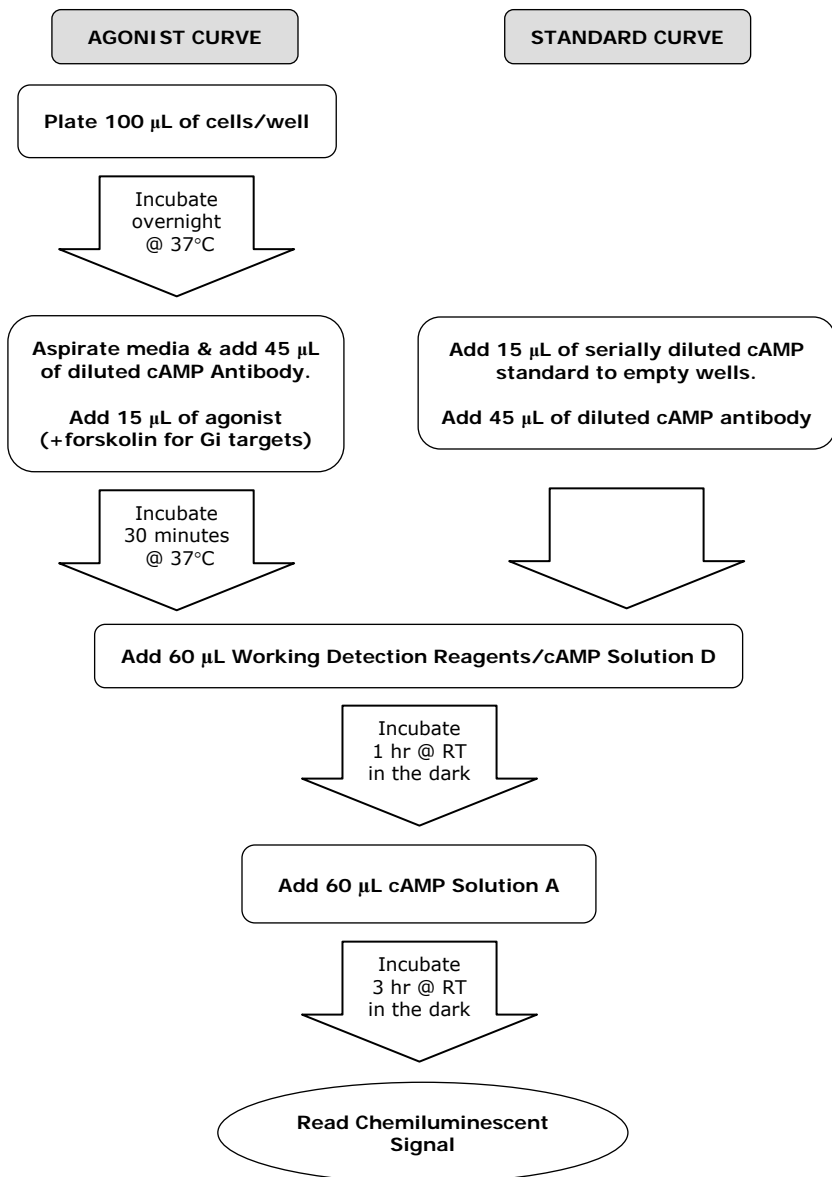 AGONIST CURVE
STANDARD CURVE
Plate 100 μL of cells/well
Incubate
overnight
@ 37°C
Aspirate media & add 45 μL
of diluted cAMP Antibody.
Add 15 μL of agonist
(+forskolin for Gi targets)
Add 15 μL of serially diluted cAMP
standard to empty wells.
Add 45 μL of diluted cAMP antibody
Incubate
30 minutes
@ 37°C
Add 60 μL Working Detection Reagents/cAMP Solution D
Incubate
1 hr @ RT
in the dark
Add 60 μL cAMP Solution A
Incubate
3 hr @ RT
in the dark
Read Chemiluminescent
Signal